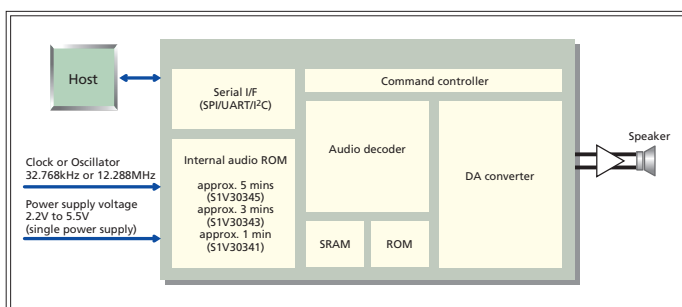 Host
Serial I/F
(SPI/UART/I²C)
Command controller
Internal audio ROM
approx. 5 mins
(S1V30345)
approx. 3 mins
(S1V30343)
approx. 1 min
(S1V30341)
Audio decoder
SRAM
ROM
DA converter
Speaker
Clock or Oscillator
32.768kHz or 12.288MHz
Power supply voltage
2.2V to 5.5V
(single power supply)